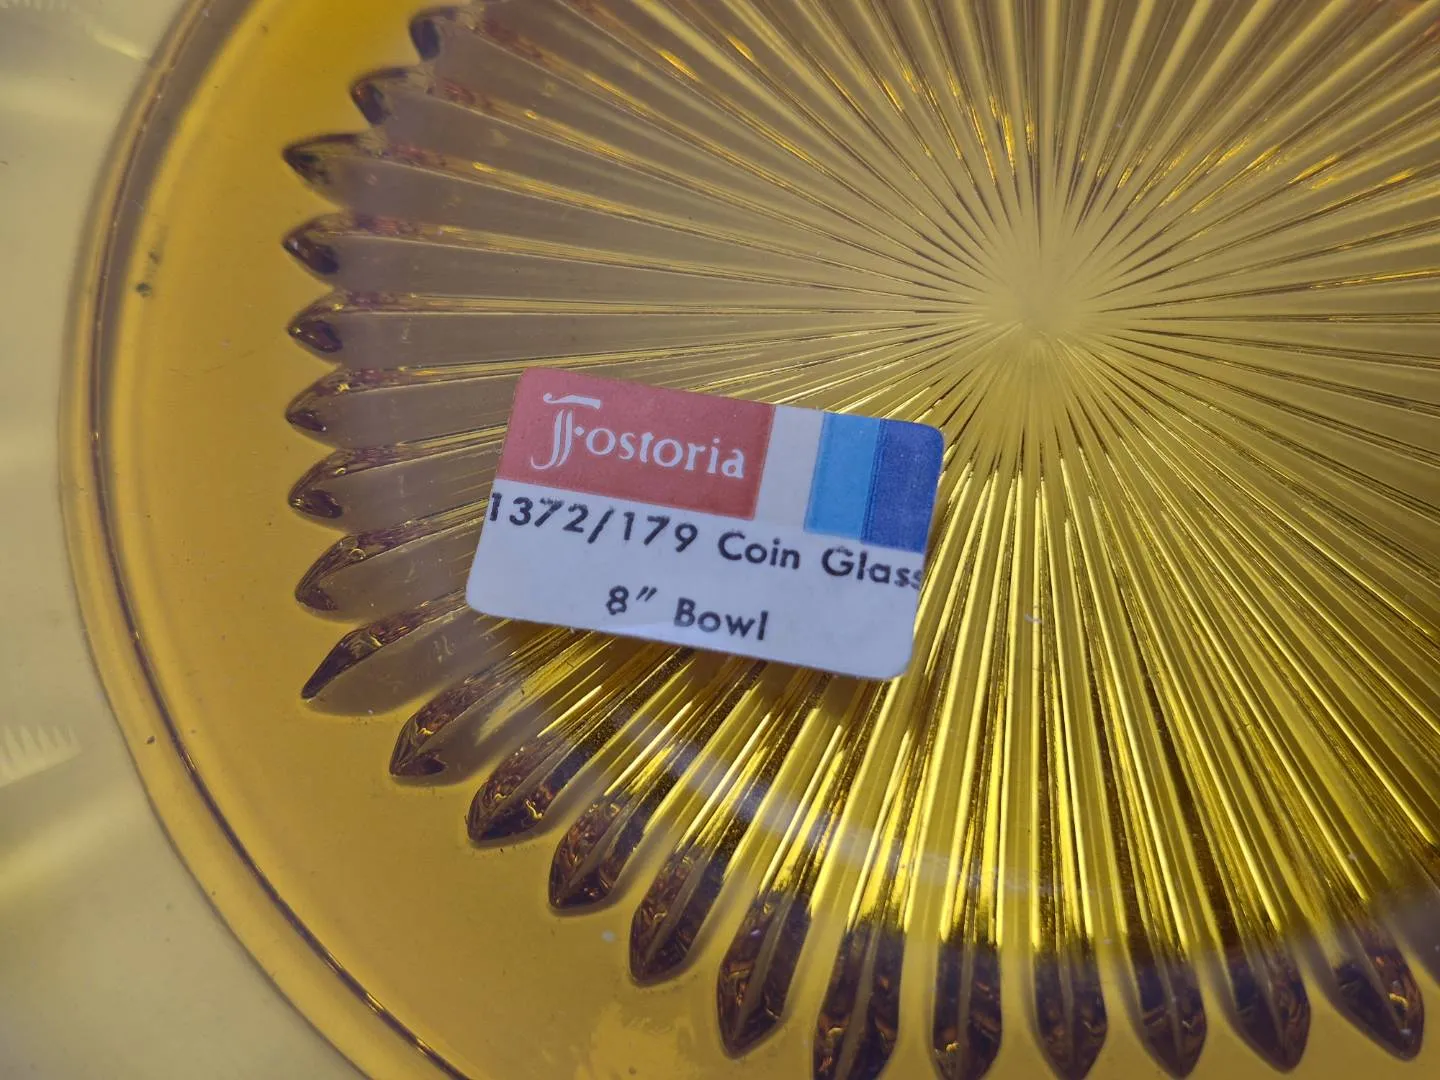 Fostoria
1372/179 Coin Glass
8" Bowl